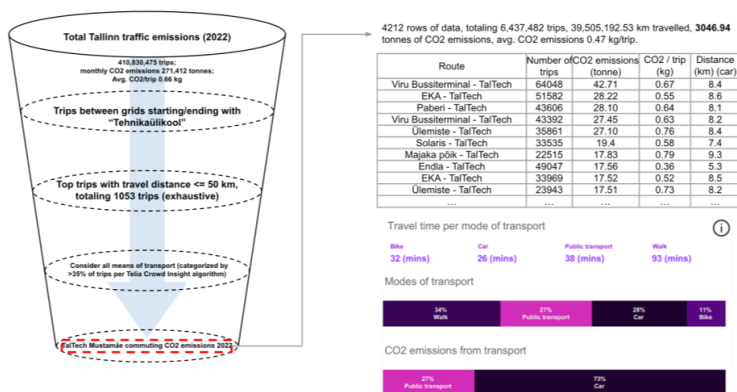 Total Tallinn traffic emissions (2022)
410,830,475 trips;
monthly CO2 emissions 271,412 tonnes;
Avg. CO2/trip 0.66 kg
Trips between grids starting/ending with
“Tehnikaülikool”
Top trips with travel distance <= 50 km,
totaling 1053 trips (exhaustive)
Consider all means of transport (categorized by
>35% of trips per Telia Crowd Insight algorithm)
TalTech Mustamäe commuting CO2 emissions 2022
4212 rows of data, totaling 6,437,482 trips, 39,505,192.53 km travelled, 3046.94
tonnes of CO2 emissions, avg. CO2 emissions 0.47 kg/trip.
Route Number of trips CO2 emissions (tonne) CO2 / trip (kg) Distance (km) (car)
Viru Bussiterminal - TalTech 64048 42.71 0.67 8.4
EKA - TalTech 51582 28.22 0.55 8.6
Paberi - TalTech 43606 28.10 0.64 8.1
Viru Bussiterminal - TalTech 43392 27.45 0.63 8.2
Ülemiste - TalTech 35861 27.10 0.76 8.4
Solaris - TalTech 33535 19.4 0.58 7.4
Majaka põik - TalTech 22515 17.83 0.79 9.3
Endla - TalTech 49047 17.56 0.36 5.3
EKA - TalTech 33969 17.52 0.52 8.5
Ülemiste - TalTech 23943 17.51 0.73 8.2
... ... ... ... ...
Travel time per mode of transport
Bike Car Public transport Walk
32 (mins) 26 (mins) 38 (mins) 93 (mins)
Modes of transport
34% 27% 28% 11%
Walk Public transport Car Bike
CO2 emissions from transport
27% 73%
Public transport Car